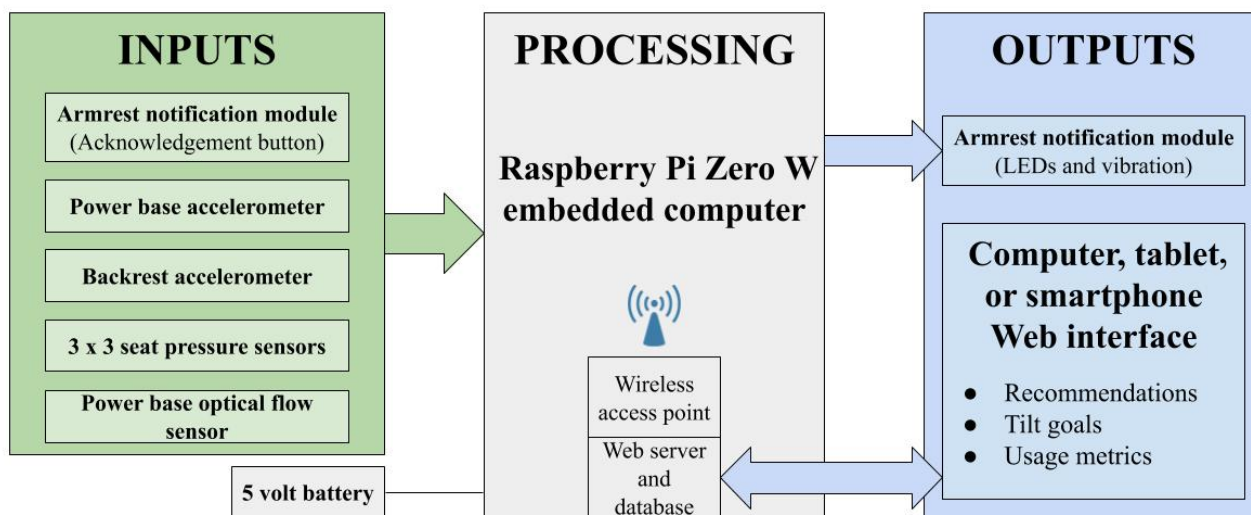 INPUTS
Armrest notification module
(Acknowledgement button)
Power base accelerometer
Backrest accelerometer
3 x 3 seat pressure sensors
Power base optical flow
sensor
5 volt battery
PROCESSING
Raspberry Pi Zero W
embedded computer
Wireless
access point
Web server
and
database
OUTPUTS
Armrest notification module
(LEDs and vibration)
Computer, tablet,
or smartphone
Web interface
● Recommendations
● Tilt goals
● Usage metrics